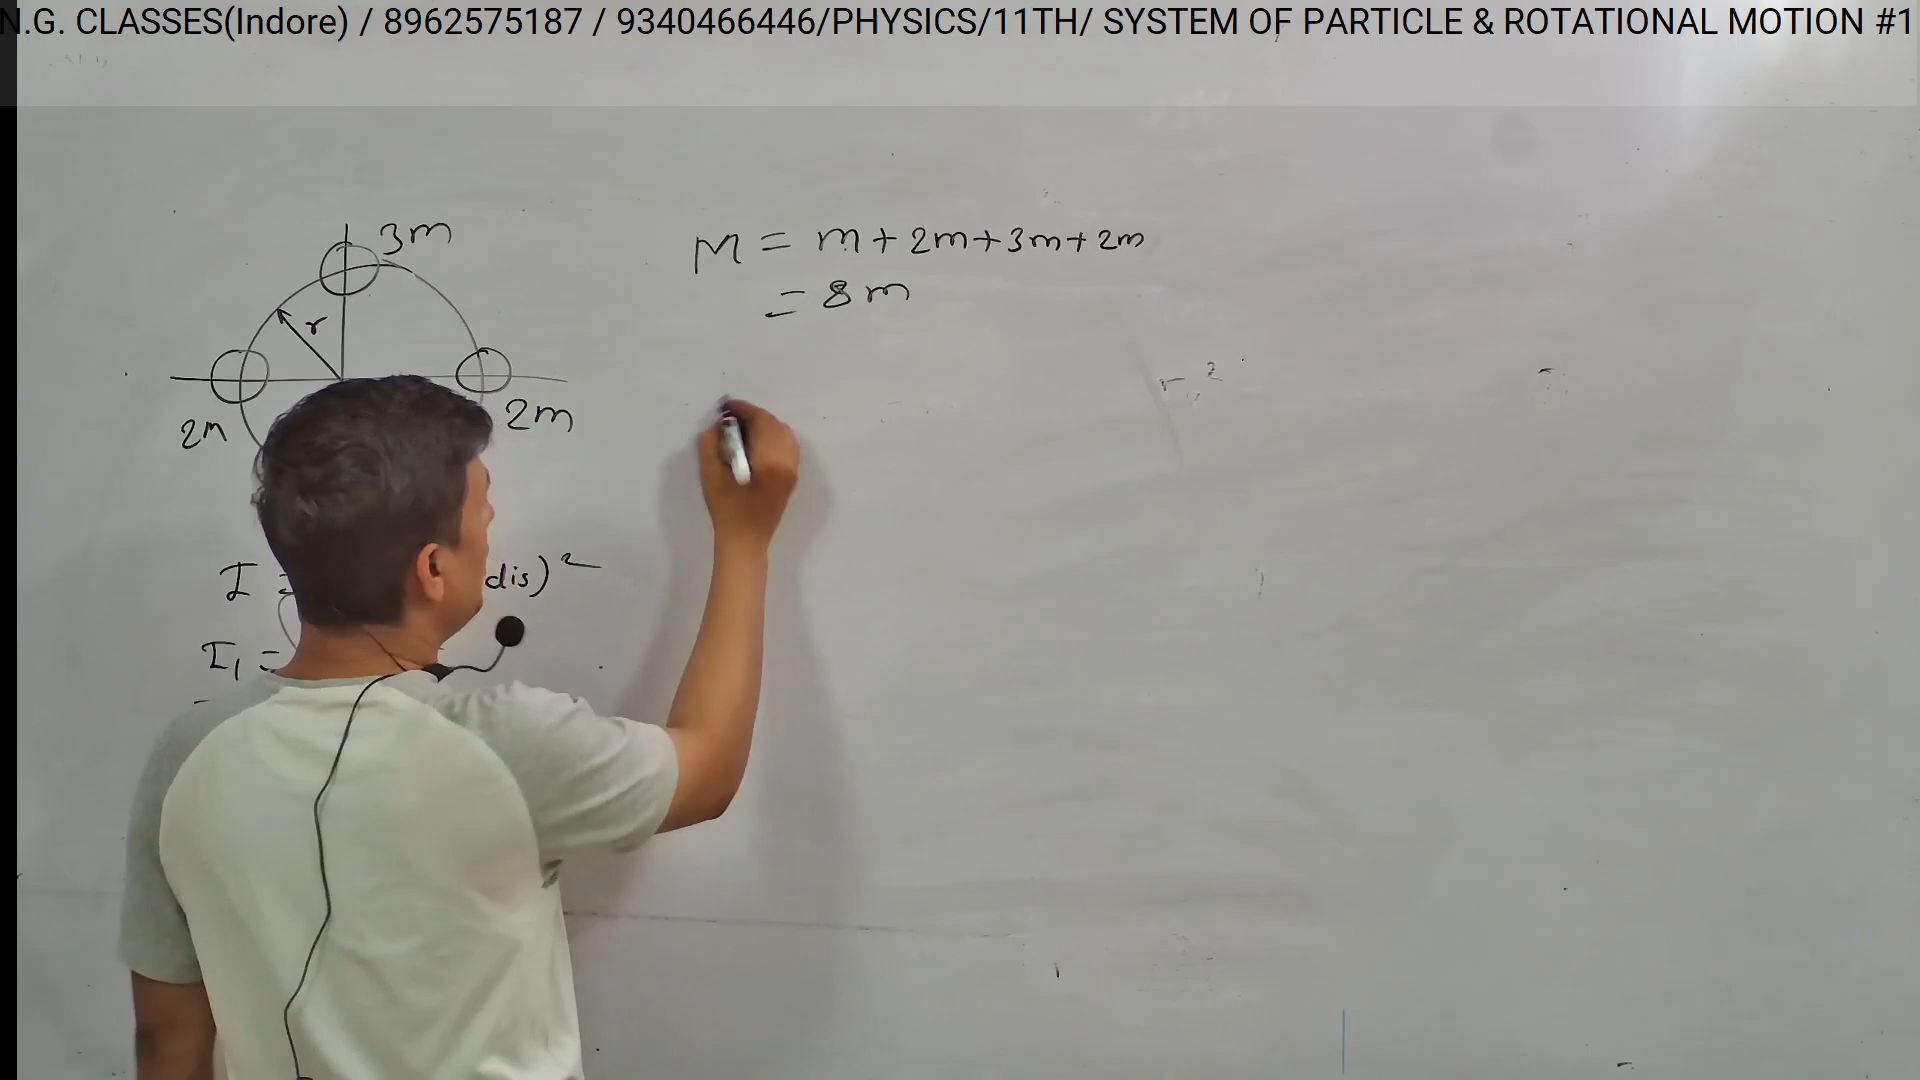 N.G. CLASSES(Indore) / 8962575187 / 9340466446/PHYSICS/11TH/ SYSTEM OF PARTICLE & ROTATIONAL MOTION #1
3m
r
2m
2m
M = m + 2m + 3m + 2m
= 8m
I = dis)²
I₁ =
r²